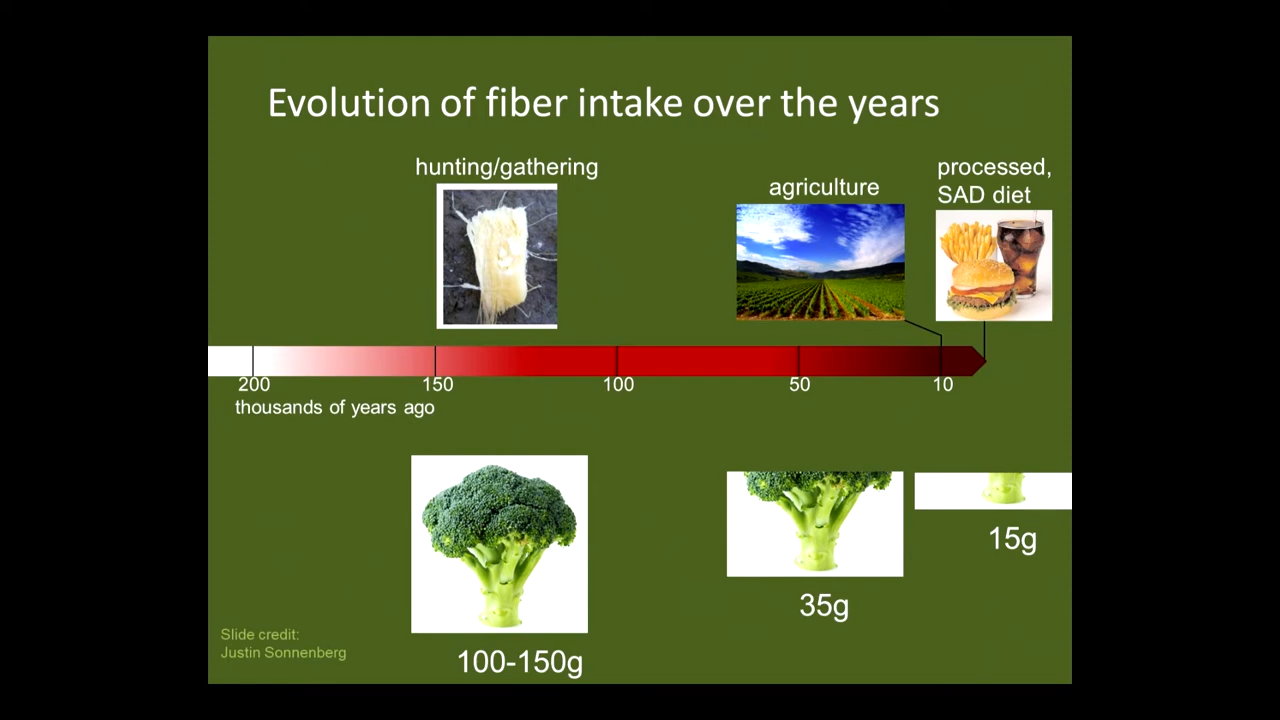 Evolution of fiber intake over the years
hunting/gathering
agriculture
processed,
SAD diet
200
150
100
50
10
thousands of years ago
100-150g
35g
15g
Slide credit:
Justin Sonnenberg